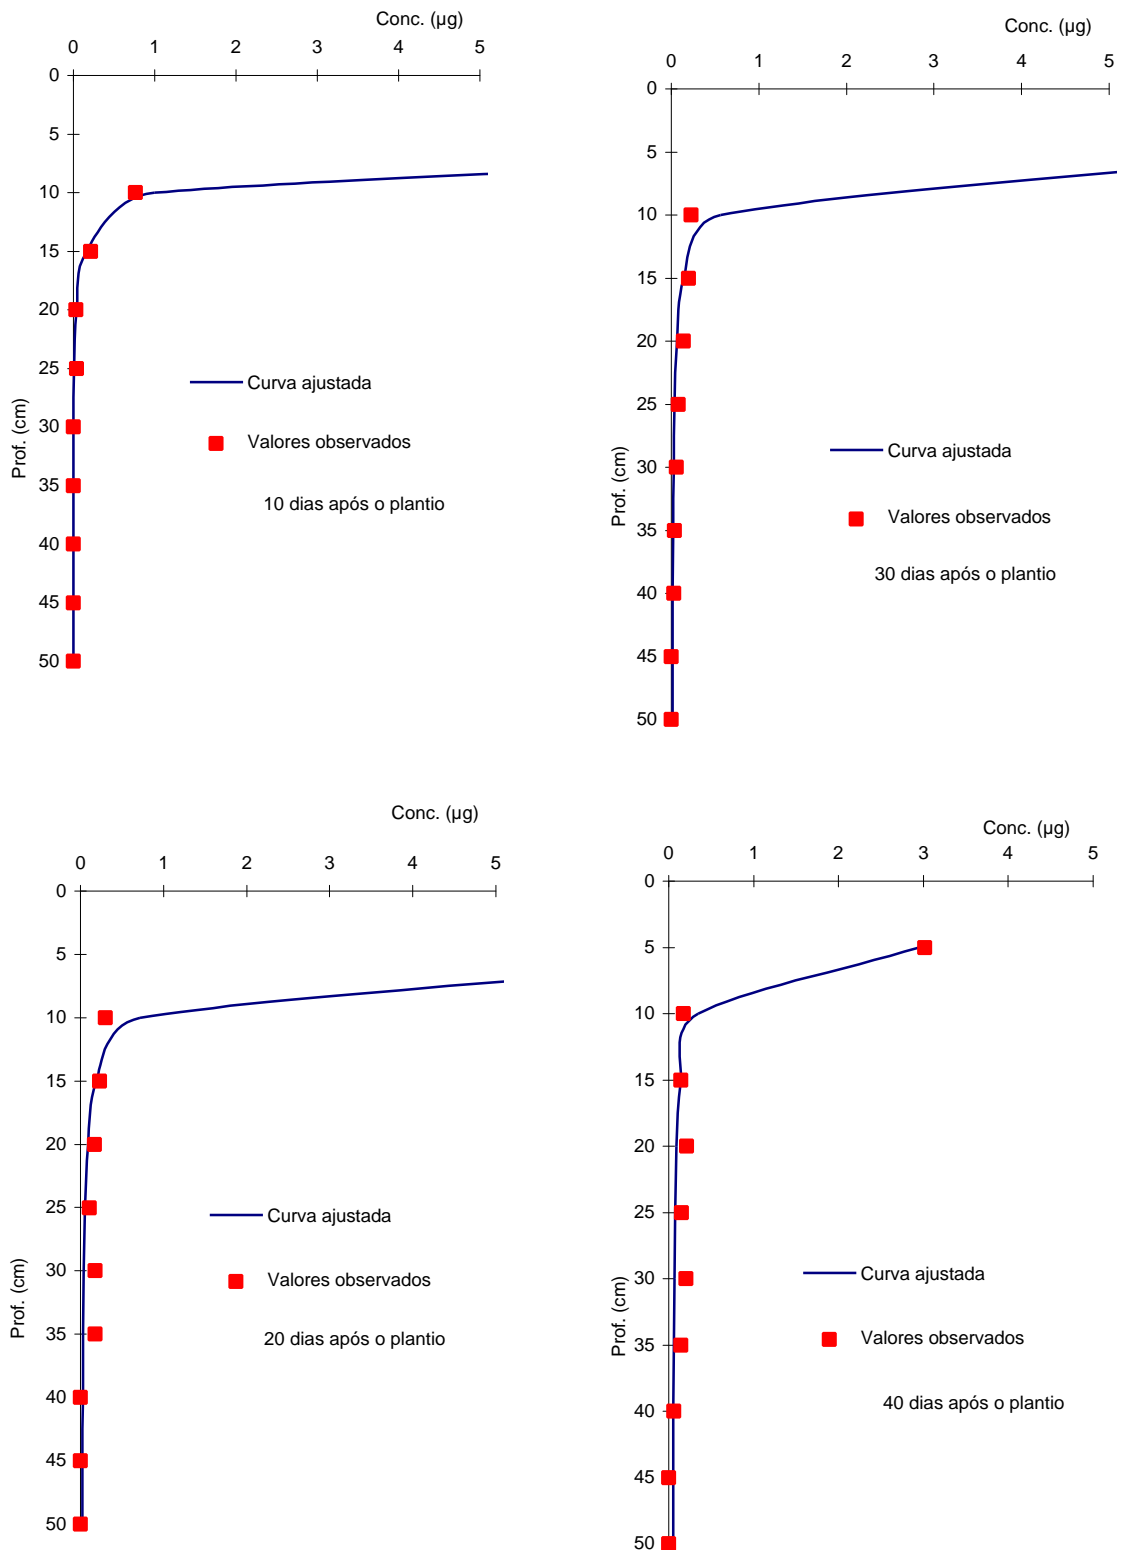 Conc. (µg)
0 1 2 3 4 5
0
5
10
15
20
25
30
35
40
45
50
Prof. (cm)
Curva ajustada
Valores observados
10 dias após o plantio
Conc. (µg)
0 1 2 3 4 5
0
5
10
15
20
25
30
35
40
45
50
Prof. (cm)
Curva ajustada
Valores observados
30 dias após o plantio
Conc. (µg)
0 1 2 3 4 5
0
5
10
15
20
25
30
35
40
45
50
Prof. (cm)
Curva ajustada
Valores observados
20 dias após o plantio
Conc. (µg)
0 1 2 3 4 5
0
5
10
15
20
25
30
35
40
45
50
Prof. (cm)
Curva ajustada
Valores observados
40 dias após o plantio